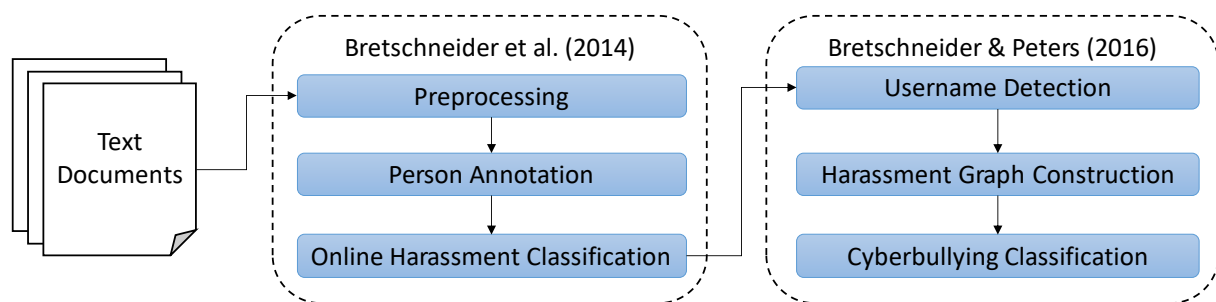 Text
Documents
Bretschneider et al. (2014)
Preprocessing
Person Annotation
Online Harassment Classification
Bretschneider & Peters (2016)
Username Detection
Harassment Graph Construction
Cyberbullying Classification